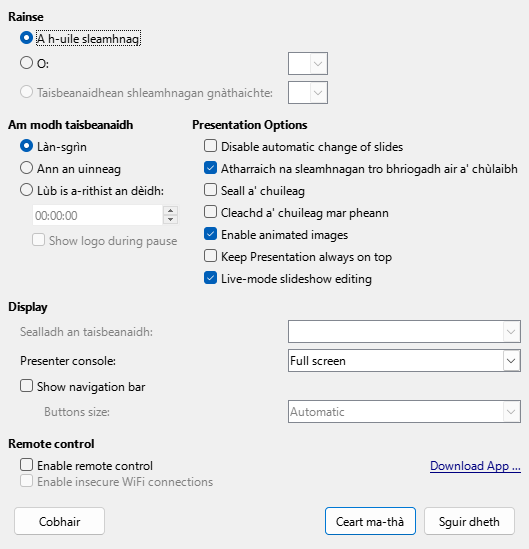 Rainse
A h-uile sleamhnag
O:
Taisbeanaidhean shleamhnagan gnàthaichte:
Am modh taisbeanaidh
Làn-sgrìn
Ann an uinneag
Lùb is a-rithist an dèidh:
00:00:00
Show logo during pause
Presentation Options
Disable automatic change of slides
Atharraich na sleamhnagan tro bhriogadh air a' chùlaibh
Seall a' chuileag
Cleachd a' chuileag mar pheann
Enable animated images
Keep Presentation always on top
Live-mode slideshow editing
Display
Sealladh an taisbeanaidh:
Presenter console: Full screen
Show navigation bar
Buttons size: Automatic
Remote control
Enable remote control Download App ...
Enable insecure WiFi connections
Cobhair Ceart ma-thà Sguir dheth